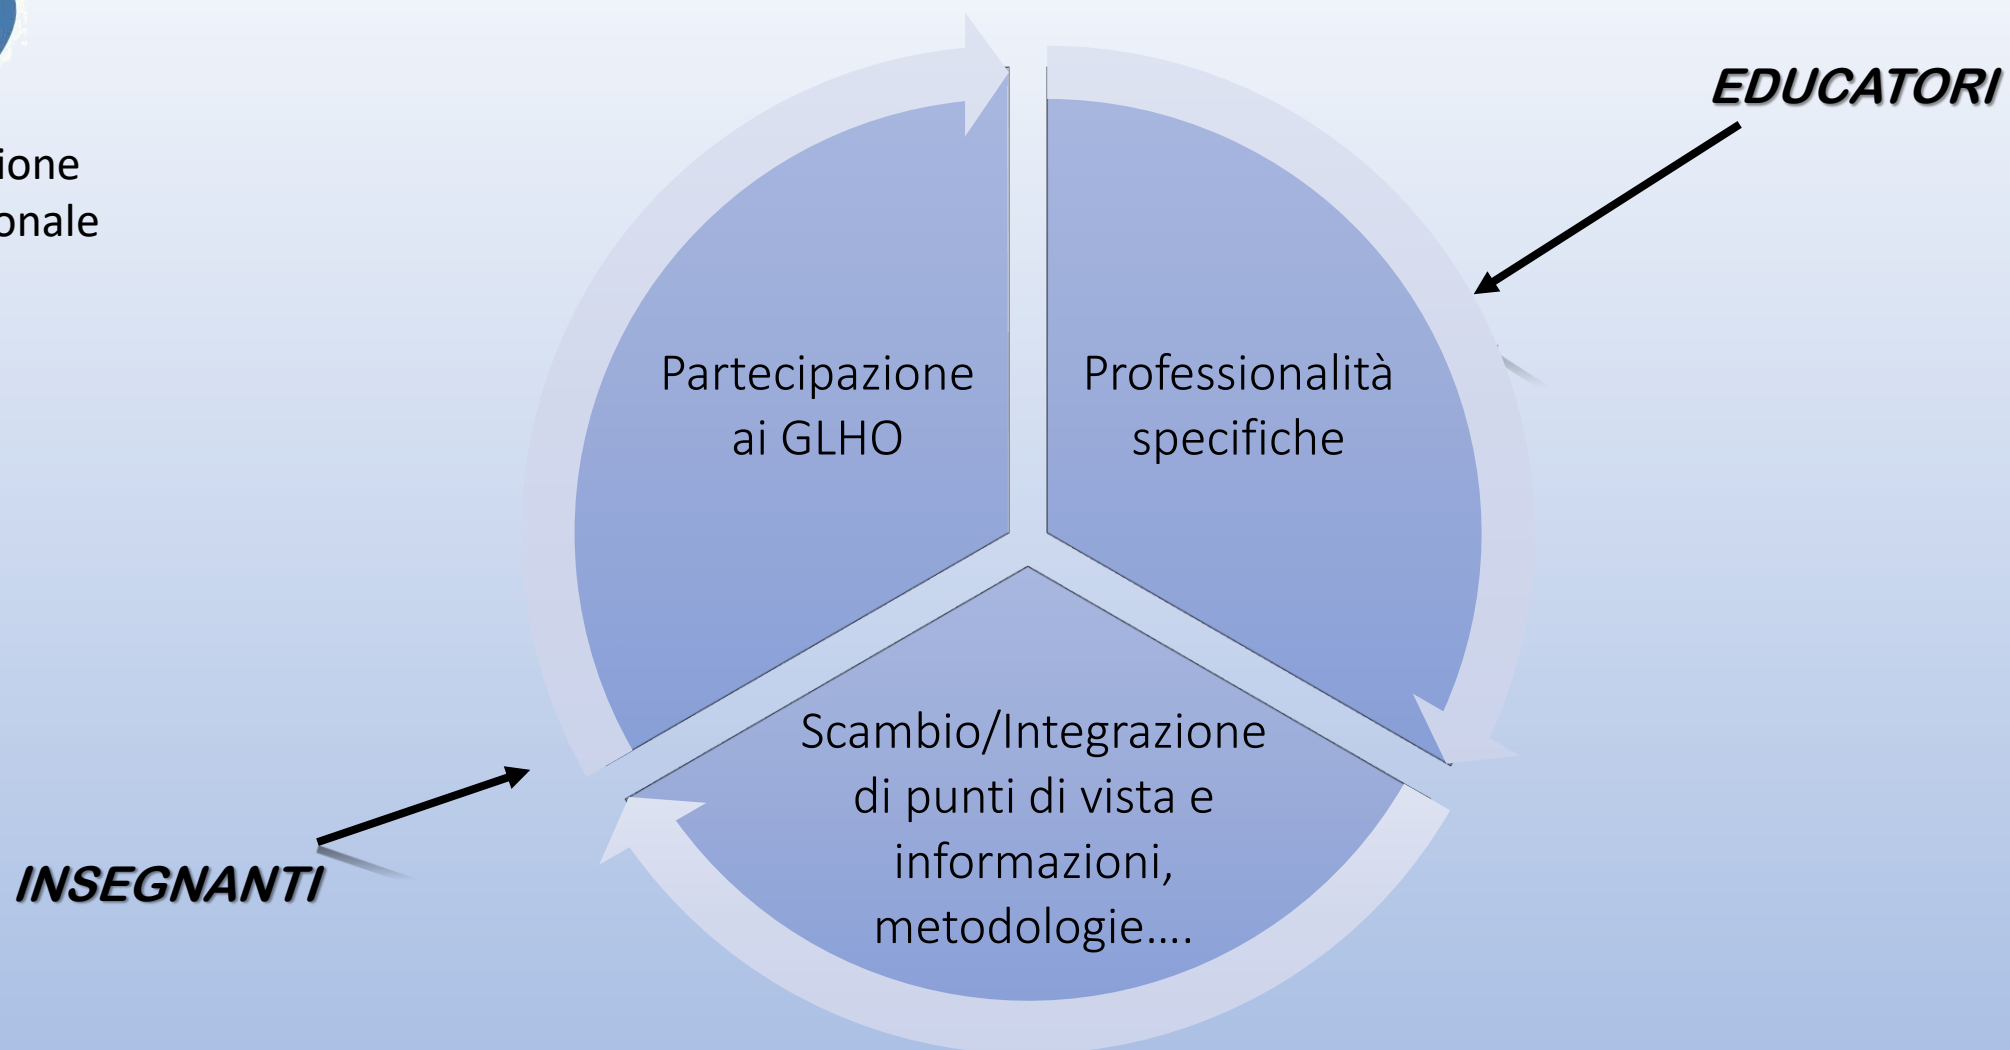 EDUCATORI
ione
onale
Partecipazione
ai GLHO
Professionalità
specifiche
Scambio/Integrazione
di punti di vista e
informazioni,
metodologie....
INSEGNANTI